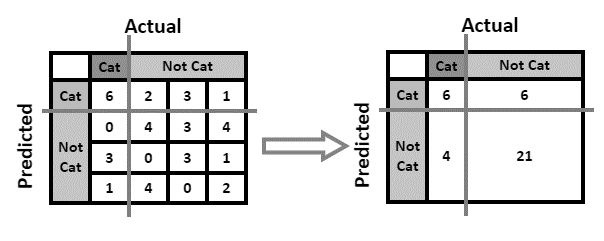 Actual
Cat Not Cat
Predicted
Cat 6 2 3 1
Not Cat
0 4 3 4
3 0 3 1
1 4 0 2
Actual
Cat Not Cat
Predicted
Cat 6 6
Not Cat
4 21